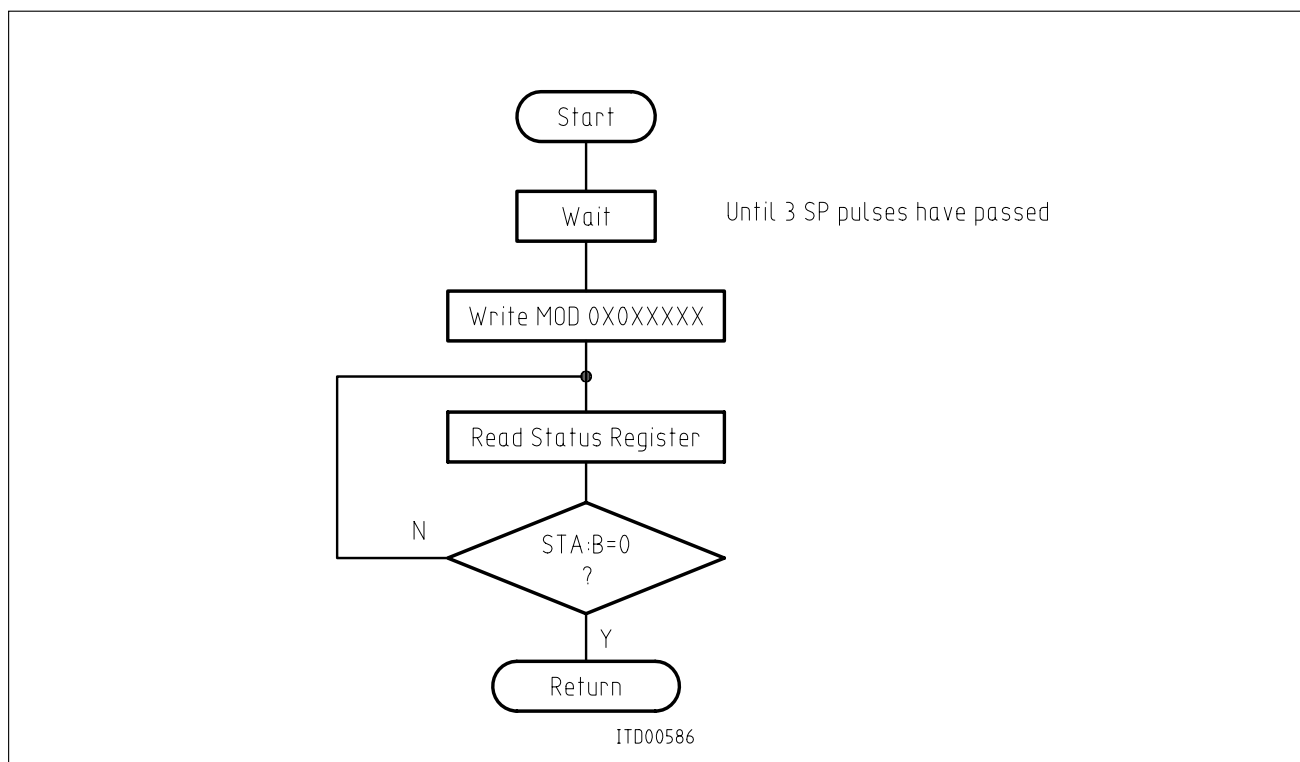 Start
Wait
Until 3 SP pulses have passed
Write MOD 0X0XXXXX
Read Status Register
N
STA:B=0
?
Y
Return
ITD00586